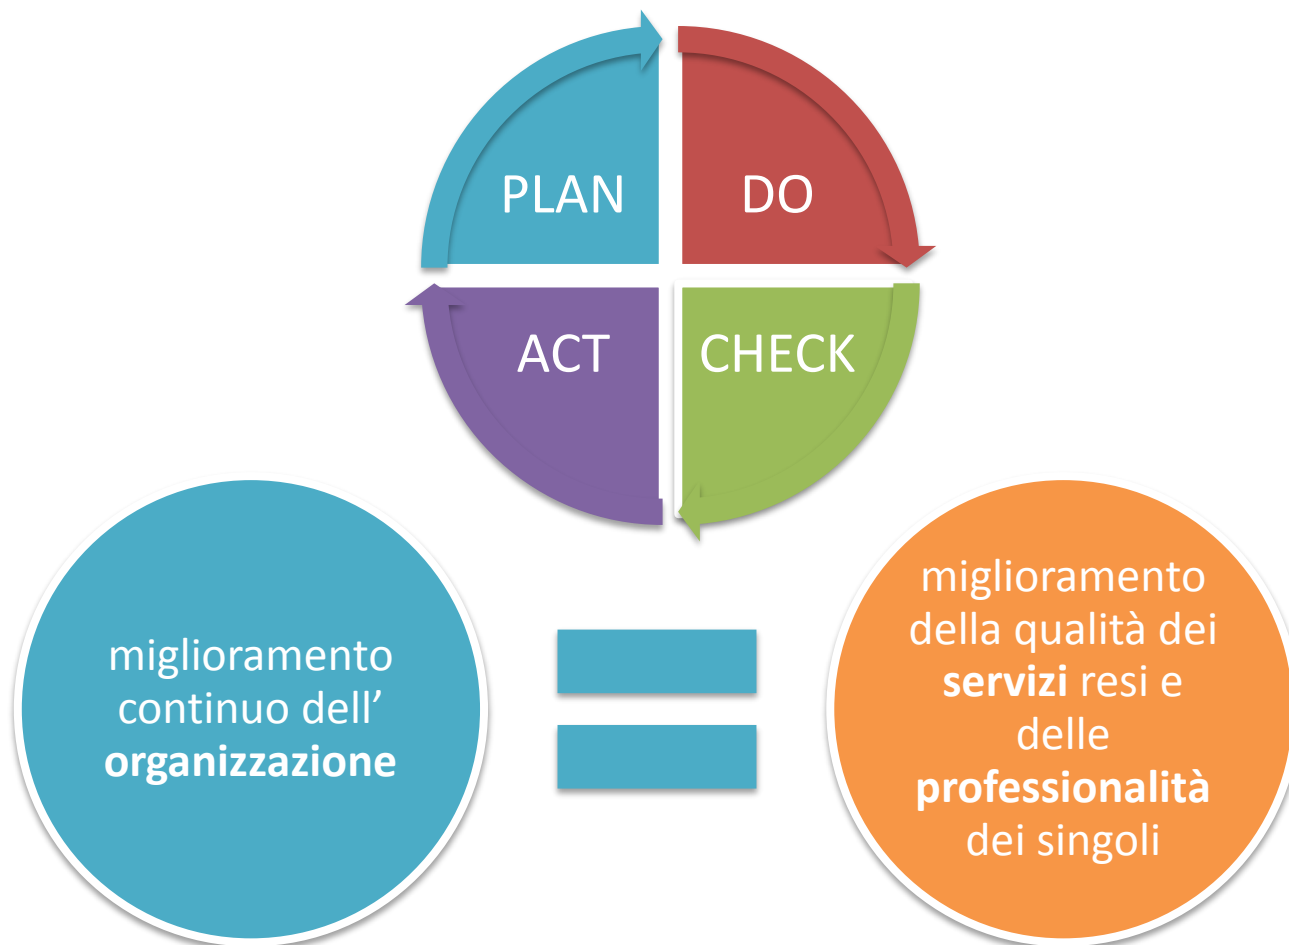 PLAN
DO
ACT
CHECK
miglioramento
continuo dell’
organizzazione
miglioramento
della qualità dei
servizi resi e
delle
professionalità
dei singoli